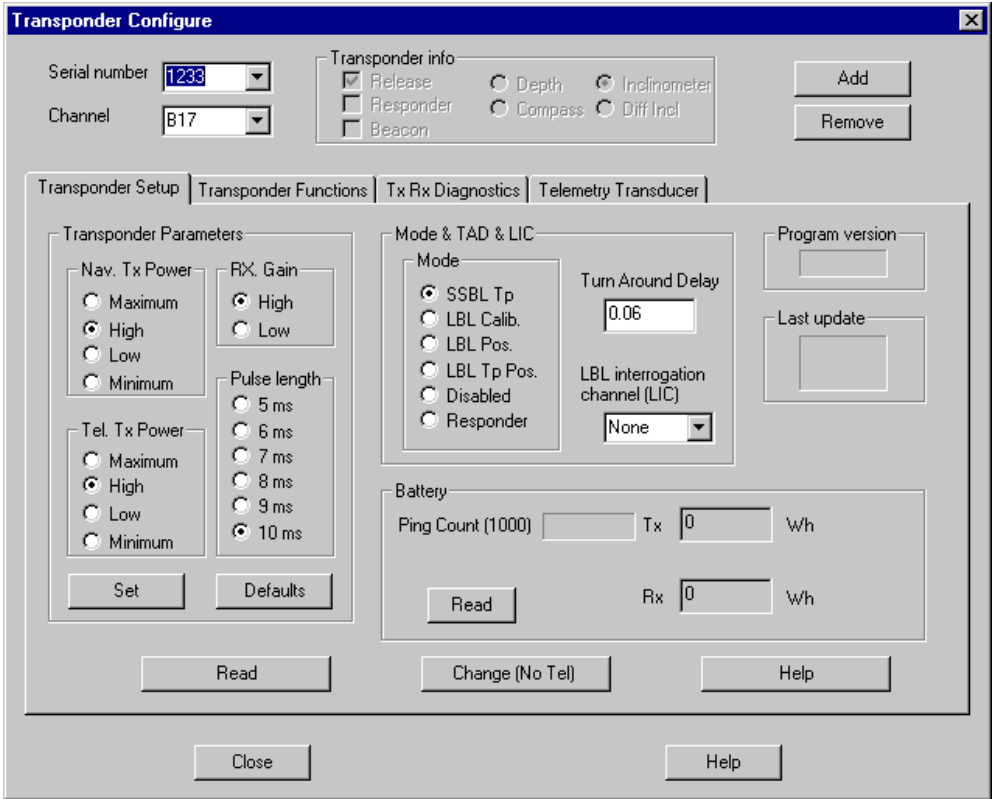 Transponder Configure
Serial number 1233
Channel B17
Transponder info
Release Depth Inclinometer
Responder Compass Diff Incl
Beacon
Add
Remove
Transponder Setup Transponder Functions Tx Rx Diagnostics Telemetry Transducer
Transponder Parameters
Nav. Tx Power
Maximum
High
Low
Minimum
RX. Gain
High
Low
Tel. Tx Power
Maximum
High
Low
Minimum
Pulse length
5 ms
6 ms
7 ms
8 ms
9 ms
10 ms
Set Defaults
Mode & TAD & LIC
Mode
SSBL Tp
LBL Calib.
LBL Pos.
LBL Tp Pos.
Disabled
Responder
Turn Around Delay
0.06
LBL interrogation
channel (LIC)
None
Program version
Last update
Battery
Ping Count (1000) Tx 0 Wh
Read Rx 0 Wh
Read Change (No Tel) Help
Close Help